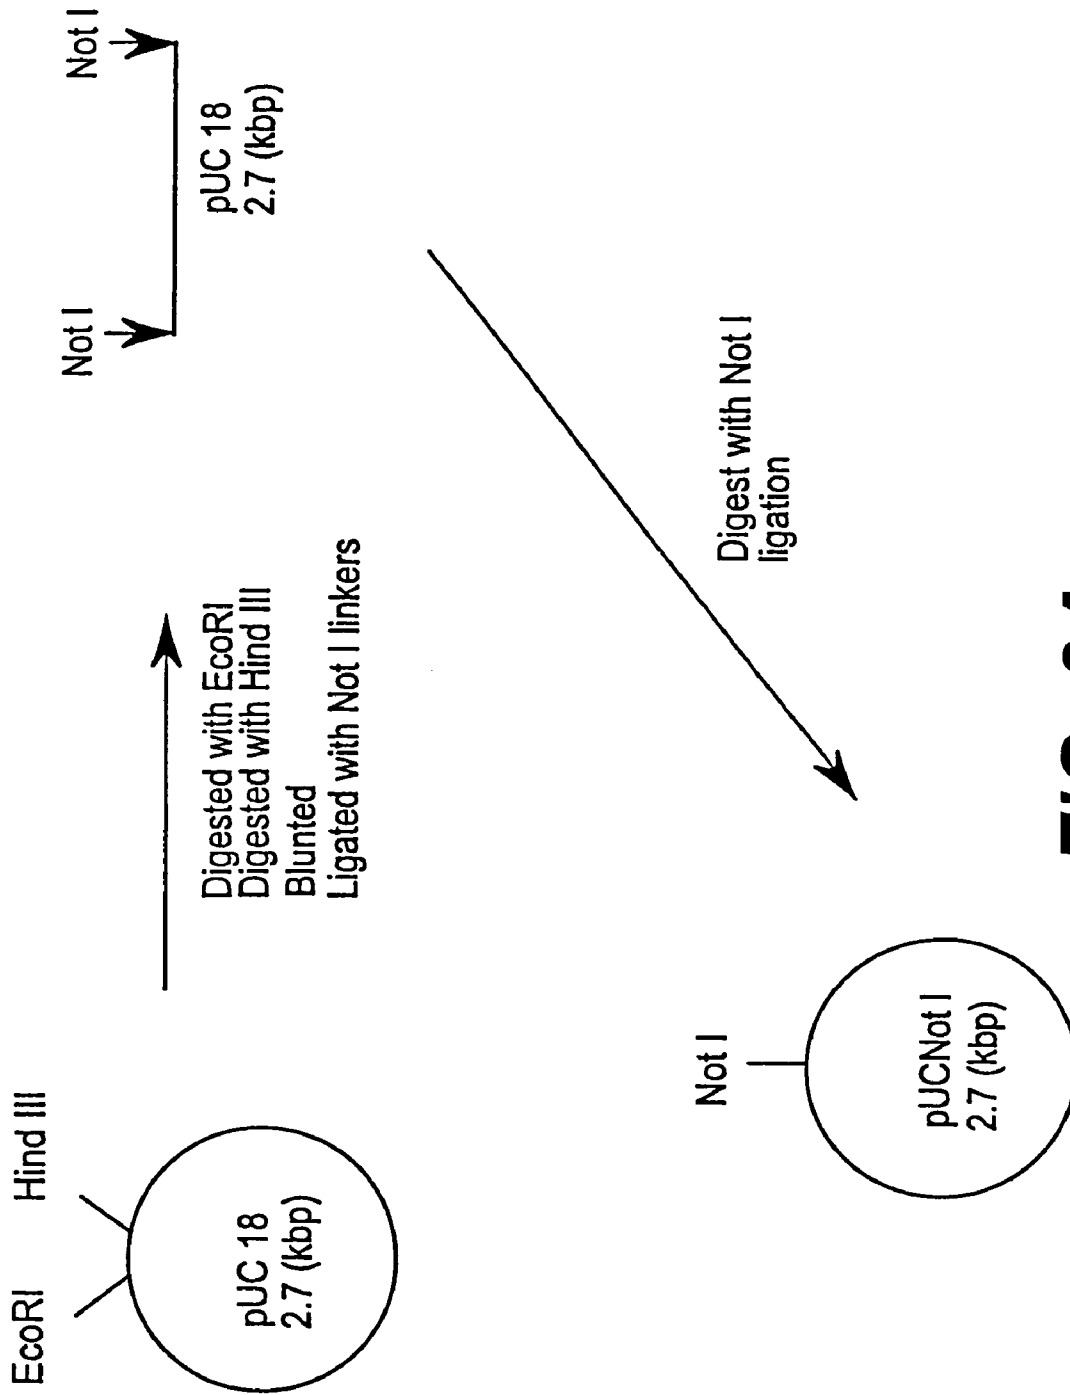 EcoRI
Hind III
pUC 18
2.7 (kbp)
Digested with EcoRI
Digested with Hind III
Blunted
Ligated with Not I linkers
Not I
Not I
pUC 18
2.7 (kbp)
Digest with Not I
ligation
Not I
pUCNot I
2.7 (kbp)